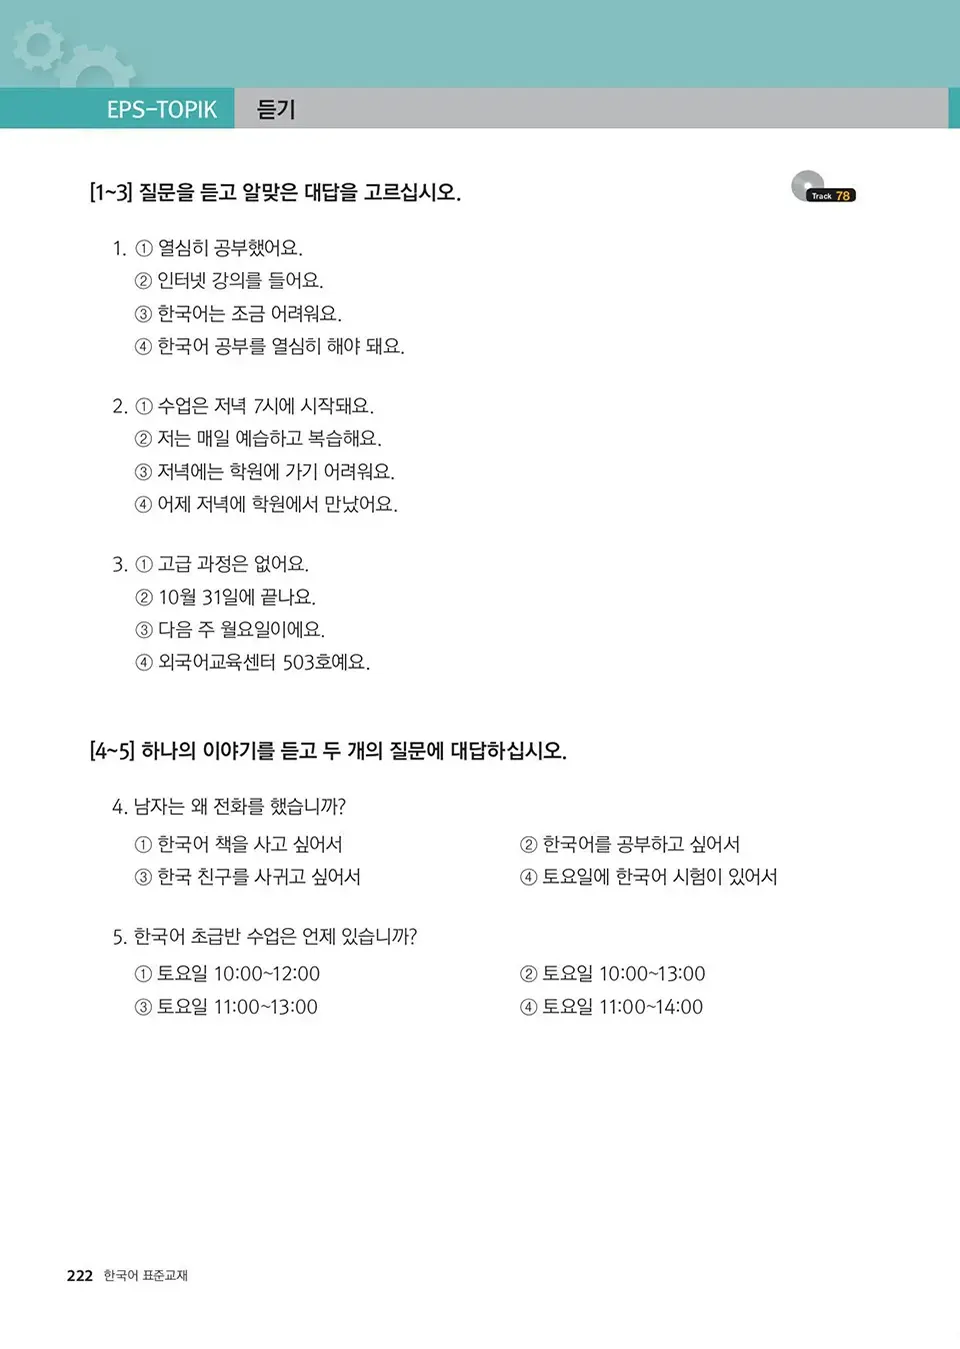 EPS-TOPIK 듣기
[1~3] 질문을 듣고 알맞은 대답을 고르십시오.
Track 78
1. ① 열심히 공부했어요.
② 인터넷 강의를 들어요.
③ 한국어는 조금 어려워요.
④ 한국어 공부를 열심히 해야 돼요.
2. ① 수업은 저녁 7시에 시작돼요.
② 저는 매일 예습하고 복습해요.
③ 저녁에는 학원에 가기 어려워요.
④ 어제 저녁에 학원에서 만났어요.
3. ① 고급 과정은 없어요.
② 10월 31일에 끝나요.
③ 다음 주 월요일이에요.
④ 외국어교육센터 503호예요.
[4~5] 하나의 이야기를 듣고 두 개의 질문에 대답하십시오.
4. 남자는 왜 전화를 했습니까?
① 한국어 책을 사고 싶어서 ② 한국어를 공부하고 싶어서
③ 한국 친구를 사귀고 싶어서 ④ 토요일에 한국어 시험이 있어서
5. 한국어 초급반 수업은 언제 있습니까?
① 토요일 10:00~12:00 ② 토요일 10:00~13:00
③ 토요일 11:00~13:00 ④ 토요일 11:00~14:00
222 한국어 표준교재